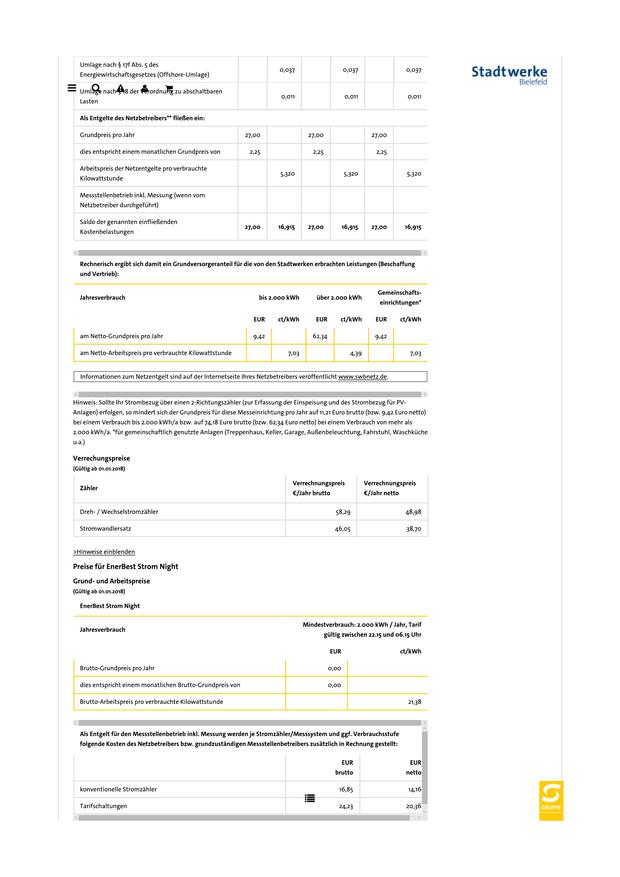 Umlage nach § 17f Abs. 5 des
Energiewirtschaftsgesetzes (Offshore-Umlage) 0,037 0,037 0,037
Stadtwerke
Bielefeld
Umlage nach § 18 der Verordnung zu abschaltbaren
Lasten 0,011 0,011 0,011
Als Entgelte des Netzbetreibers** fließen ein:
Grundpreis pro Jahr 27,00 27,00 27,00
dies entspricht einem monatlichen Grundpreis von 2,25 2,25 2,25
Arbeitspreis der Netzentgelte pro verbrauchte
Kilowattstunde 5,320 5,320 5,320
Messstellenbetrieb inkl. Messung (wenn vom
Netzbetreiber durchgeführt)
Saldo der genannten einfließenden
Kostenbelastungen 27,00 16,915 27,00 16,915 27,00 16,915
Rechnerisch ergibt sich damit ein Grundversorgeranteil für die von den Stadtwerken erbrachten Leistungen (Beschaffung
und Vertrieb):
Jahresverbrauch bis 2.000 kWh über 2.000 kWh Gemeinschafts-
einrichtungen*
EUR ct/kWh EUR ct/kWh EUR ct/kWh
am Netto-Grundpreis pro Jahr 9,42 62,34 9,42
am Netto-Arbeitspreis pro verbrauchte Kilowattstunde 7,03 4,39 7,03
Informationen zum Netzentgelt sind auf der Internetseite Ihres Netzbetreibers veröffentlicht www.swbnetz.de.
Hinweis: Sollte Ihr Strombezug über einen 2-Richtungszähler (zur Erfassung der Einspeisung und des Strombezug für PV-
Anlagen) erfolgen, so mindert sich der Grundpreis für diese Messeinrichtung pro Jahr auf 11,21 Euro brutto (bzw. 9,42 Euro netto)
bei einem Verbrauch bis 2.000 kWh/a bzw. auf 74,18 Euro brutto (bzw. 62,34 Euro netto) bei einem Verbrauch von mehr als
2.000 kWh/a. *für gemeinschaftlich genutzte Anlagen (Treppenhaus, Keller, Garage, Außenbeleuchtung, Fahrstuhl, Waschküche
u.a.)
Verrechnungspreise
(Gültig ab 01.01.2018)
Zähler Verrechnungspreis
€/Jahr brutto Verrechnungspreis
€/Jahr netto
Dreh- / Wechselstromzähler 58,29 48,98
Stromwandlersatz 46,05 38,70
>Hinweise einblenden
Preise für EnerBest Strom Night
Grund- und Arbeitspreise
(Gültig ab 01.01.2018)
EnerBest Strom Night
Jahresverbrauch Mindestverbrauch: 2.000 kWh / Jahr, Tarif
gültig zwischen 22.15 und 06.15 Uhr
EUR ct/kWh
Brutto-Grundpreis pro Jahr 0,00
dies entspricht einem monatlichen Brutto-Grundpreis von 0,00
Brutto-Arbeitspreis pro verbrauchte Kilowattstunde 21,38
Als Entgelt für den Messstellenbetrieb inkl. Messung werden je Stromzähler/Messsystem und ggf. Verbrauchsstufe
folgende Kosten des Netzbetreibers bzw. grundzuständigen Messstellenbetreibers zusätzlich in Rechnung gestellt:
EUR
brutto EUR
netto
konventionelle Stromzähler 16,85 14,16
Tarifschaltungen 24,23 20,36
GRUPPE